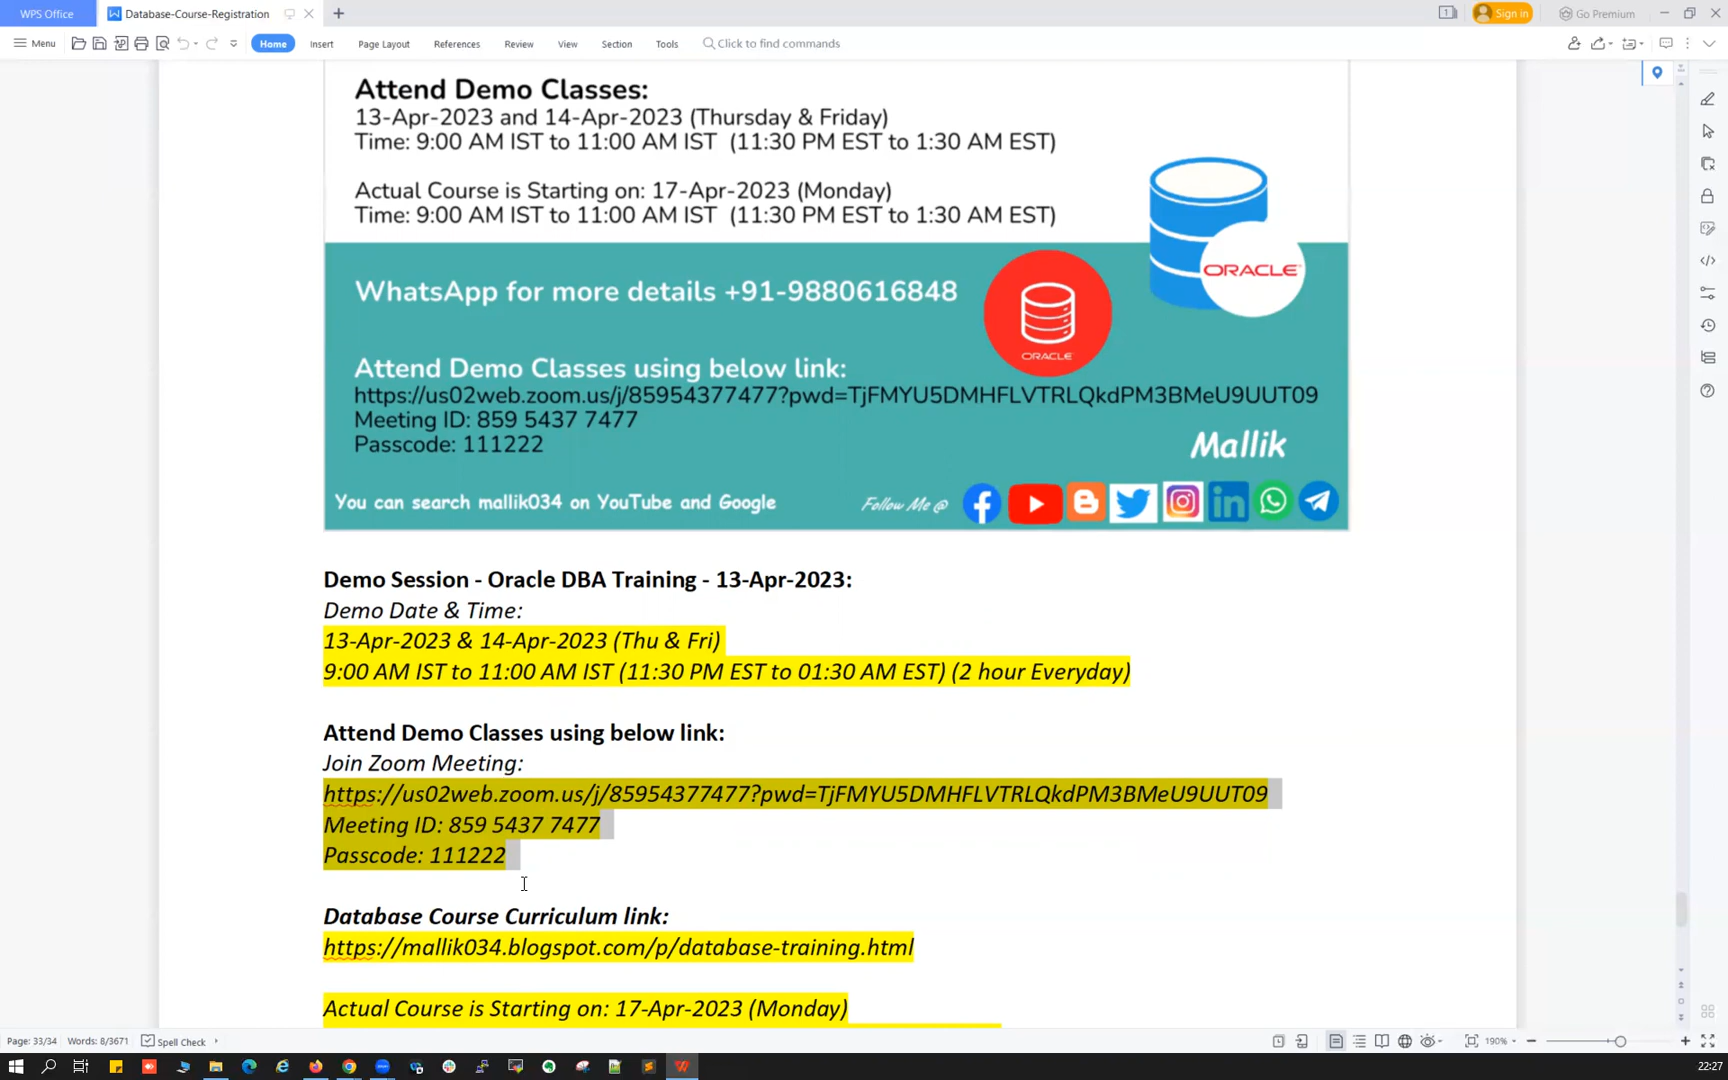 WPS Office
Database-Course-Registration
1
Sign in
Go Premium
Menu
Home
Insert
Page Layout
References
Review
View
Section
Tools
Click to find commands
Attend Demo Classes:
13-Apr-2023 and 14-Apr-2023 (Thursday & Friday)
Time: 9:00 AM IST to 11:00 AM IST (11:30 PM EST to 1:30 AM EST)
Actual Course is Starting on: 17-Apr-2023 (Monday)
Time: 9:00 AM IST to 11:00 AM IST (11:30 PM EST to 1:30 AM EST)
ORACLE
WhatsApp for more details +91-9880616848
ORACLE
Attend Demo Classes using below link:
https://us02web.zoom.us/j/85954377477?pwd=TjFMYU5DMHFLVTRLQkdPM3BMeU9UUT09
Meeting ID: 859 5437 7477
Passcode: 111222
Mallik
You can search mallik034 on YouTube and Google
Follow Me @
Demo Session - Oracle DBA Training - 13-Apr-2023:
Demo Date & Time:
13-Apr-2023 & 14-Apr-2023 (Thu & Fri)
9:00 AM IST to 11:00 AM IST (11:30 PM EST to 01:30 AM EST) (2 hour Everyday)
Attend Demo Classes using below link:
Join Zoom Meeting:
https://us02web.zoom.us/j/85954377477?pwd=TjFMYU5DMHFLVTRLQkdPM3BMeU9UUT09
Meeting ID: 859 5437 7477
Passcode: 111222
Database Course Curriculum link:
https://mallik034.blogspot.com/p/database-training.html
Actual Course is Starting on: 17-Apr-2023 (Monday)
Page: 33/34
Words: 8/3671
Spell Check
190%
22:27